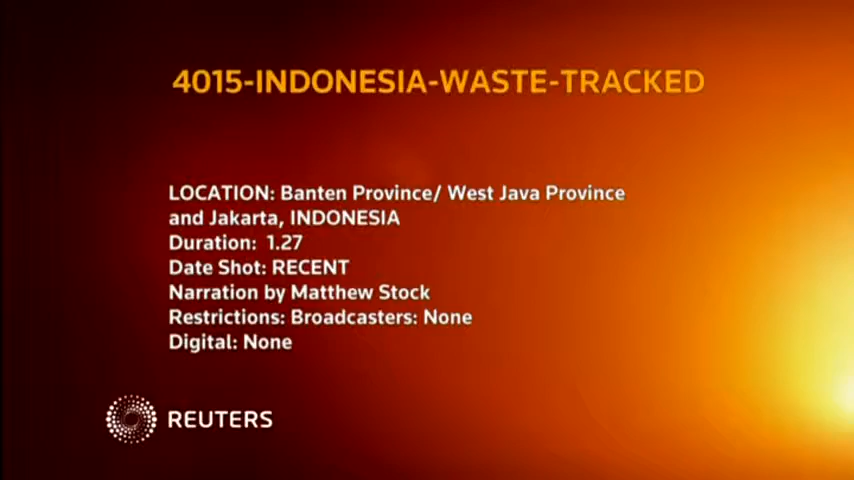 4015-INDONESIA-WASTE-TRACKED
LOCATION: Banten Province/ West Java Province
and Jakarta, INDONESIA
Duration: 1.27
Date Shot: RECENT
Narration by Matthew Stock
Restrictions: Broadcasters: None
Digital: None
REUTERS